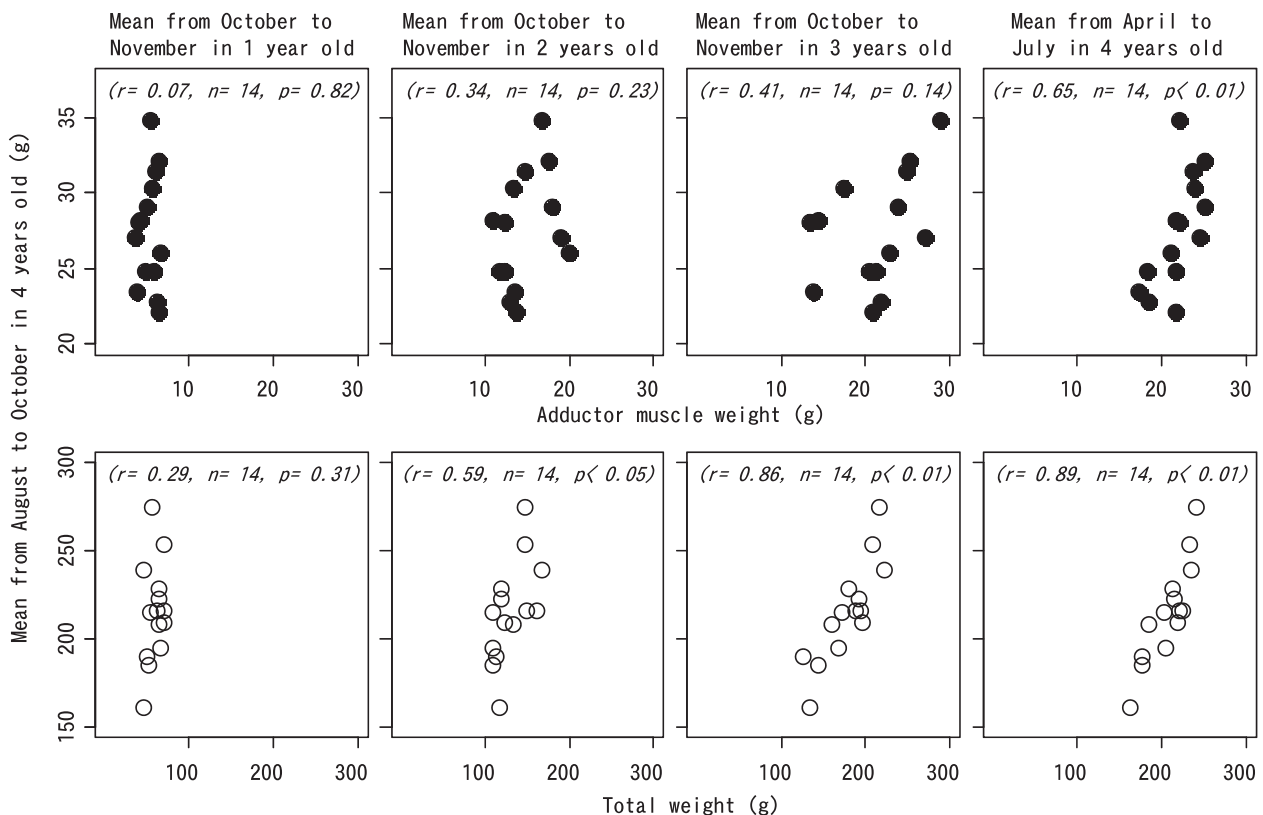 Mean from October to
November in 1 year old
Mean from October to
November in 2 years old
Mean from October to
November in 3 years old
Mean from April to
July in 4 years old
(r= 0.07, n= 14, p= 0.82)
(r= 0.34, n= 14, p= 0.23)
(r= 0.41, n= 14, p= 0.14)
(r= 0.65, n= 14, p< 0.01)
Mean from August to October in 4 years old (g)
35
30
25
20
10 20 30
10 20 30
10 20 30
10 20 30
Adductor muscle weight (g)
(r= 0.29, n= 14, p= 0.31)
(r= 0.59, n= 14, p< 0.05)
(r= 0.86, n= 14, p< 0.01)
(r= 0.89, n= 14, p< 0.01)
300
250
200
150
100 200 300
100 200 300
100 200 300
100 200 300
Total weight (g)